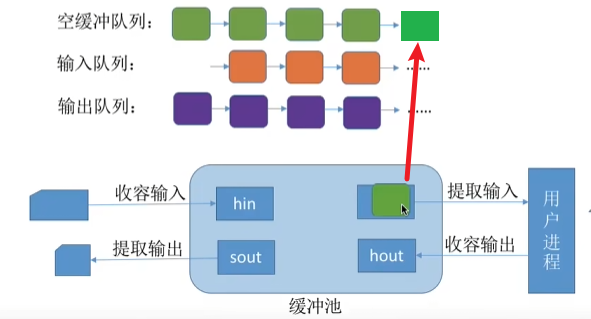 空缓冲队列:
输入队列: ......
输出队列: ......
收容输入 hin 提取输入
用户进程
提取输出 sout hout 收容输出
缓冲池